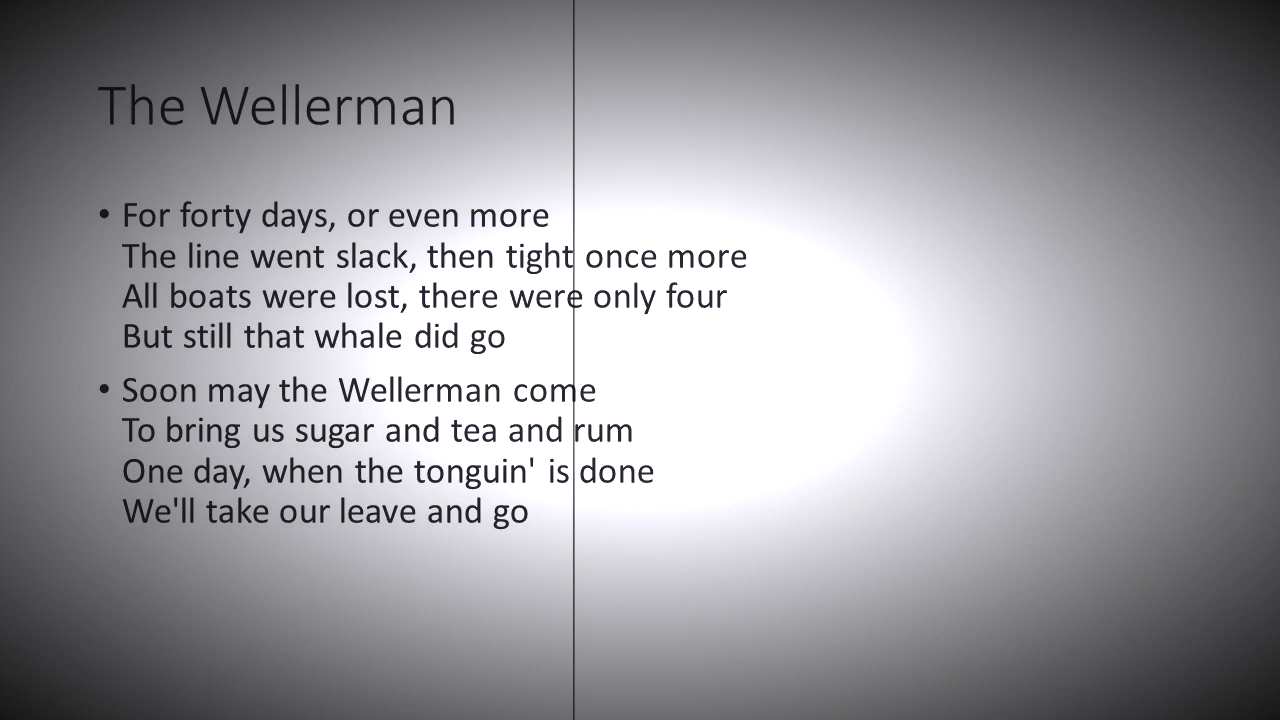 The Wellerman
• For forty days, or even more
The line went slack, then tight once more
All boats were lost, there were only four
But still that whale did go
• Soon may the Wellerman come
To bring us sugar and tea and rum
One day, when the tonguin' is done
We'll take our leave and go